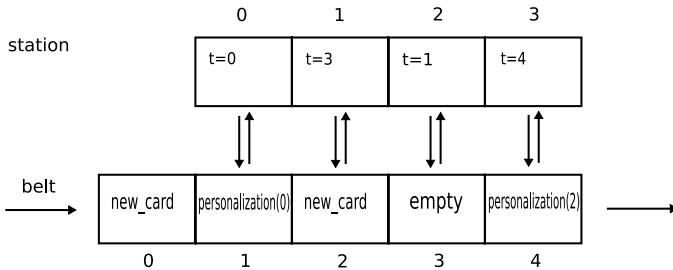 0 1 2 3
station
t=0 t=3 t=1 t=4
belt
new_card personalization(0) new_card empty personalization(2)
0 1 2 3 4